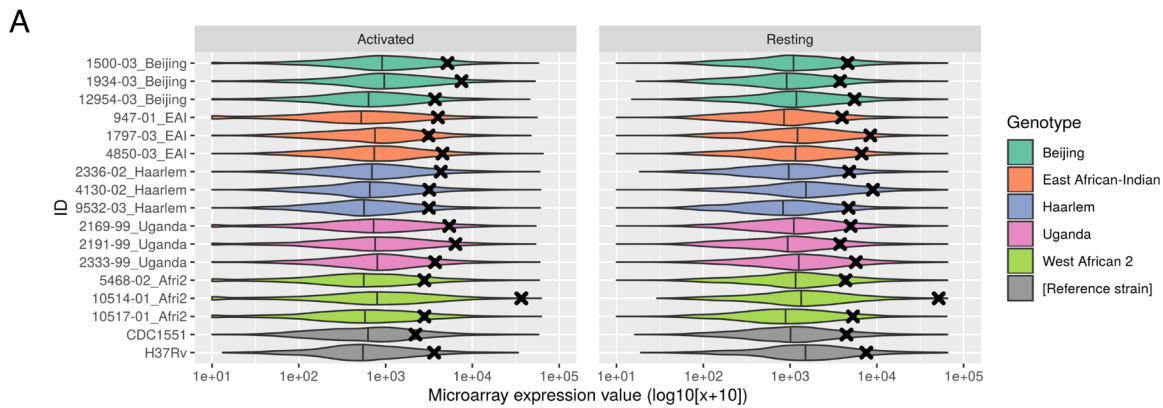 A
Activated
Resting
ID
1500-03_Beijing
1934-03_Beijing
12954-03_Beijing
947-01_EAI
1797-03_EAI
4850-03_EAI
2336-02_Haarlem
4130-02_Haarlem
9532-03_Haarlem
2169-99_Uganda
2191-99_Uganda
2333-99_Uganda
5468-02_Afri2
10514-01_Afri2
10517-01_Afri2
CDC1551
H37Rv
1e+01 1e+02 1e+03 1e+04 1e+05
1e+01 1e+02 1e+03 1e+04 1e+05
Microarray expression value (log10[x+10])
Genotype
Beijing
East African-Indian
Haarlem
Uganda
West African 2
[Reference strain]